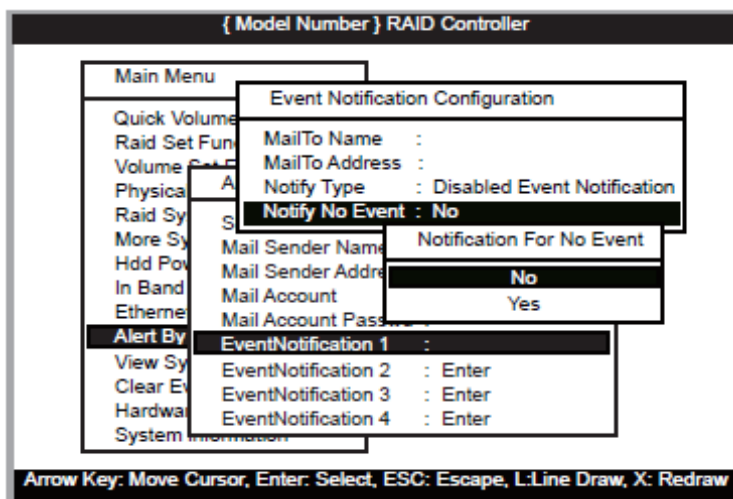 { Model Number } RAID Controller
Main Menu
Quick Volume
Raid Set Fun
Volume Set
Physica
Raid Sy
More Sy
Hdd Pow
In Band
Etherne
Alert By
View Sy
Clear Ev
Hardwar
System Information
Mail Sender Name
Mail Sender Addre
Mail Account
Mail Account Passw :
EventNotification 1 :
EventNotification 2 : Enter
EventNotification 3 : Enter
EventNotification 4 : Enter
Event Notification Configuration
MailTo Name :
MailTo Address :
Notify Type : Disabled Event Notification
Notify No Event : No
Notification For No Event
No
Yes
Arrow Key: Move Cursor, Enter: Select, ESC: Escape, L:Line Draw, X: Redraw